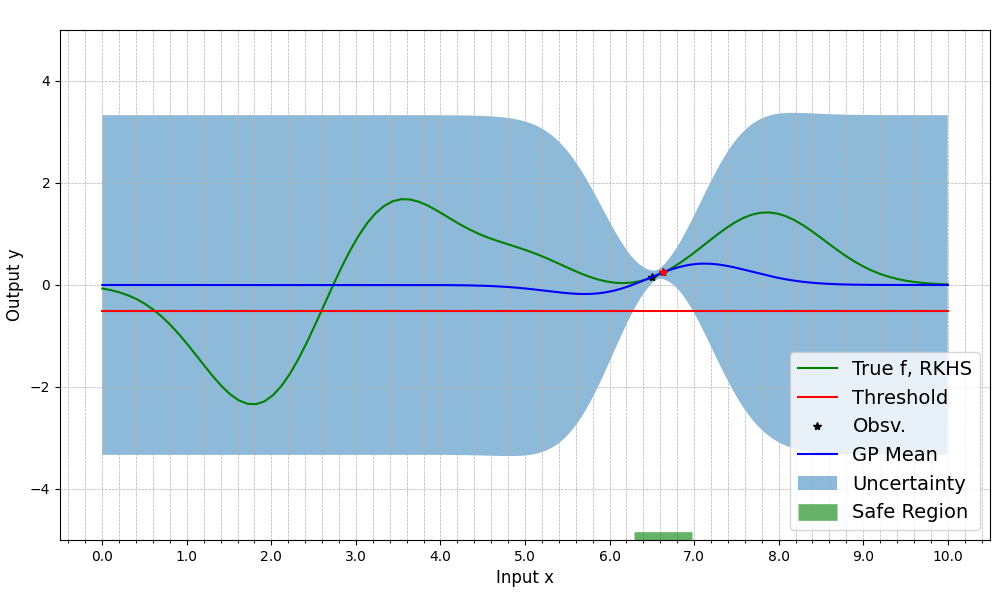 4
2
0
−2
−4
Output y
0.0 1.0 2.0 3.0 4.0 5.0 6.0 7.0 8.0 9.0 10.0
Input x
True f, RKHS
Threshold
Obsv.
GP Mean
Uncertainty
Safe Region